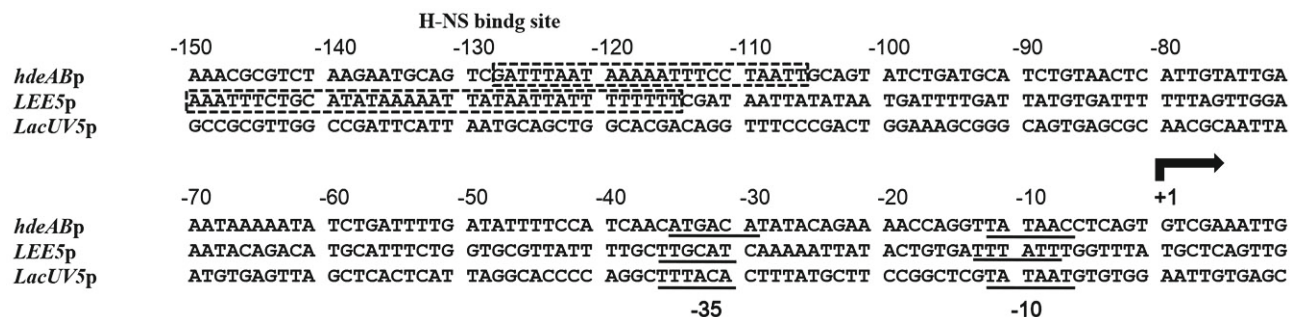 H-NS bindg site
-150 -140 -130 -120 -110 -100 -90 -80
hdeABp AAACGCGTCT AAGAATGCAG TCGATTTAAT AAAAATTTCC TAATTGCAGT ATCTGATGCA TCTGTAACTC ATTGTATTGA
LEE5p AAATTTCTGC ATATAAAAAT TATAATTATT TTTTTTCGAT AATTATATAA TGATTTTGAT TATGTGATTT TTTAGTTGGA
LacUV5p GCCGCGTTGG CCGATTCATT AATGCAGCTG GCACGACAGG TTTCCCGACT GGAAAGCGGG CAGTGAGCGC AACGCAATTA
-70 -60 -50 -40 -30 -20 -10 +1
hdeABp AATAAAAATA TCTGATTTTG ATATTTTCCA TCAACATGACA TATACAGAA AACCAGGTTA TAACCTCAGT GTCGAAATTG
LEE5p AATACAGACA TGCATTTCTG GTGCGTTATT TTGCTTGCAT CAAAAATTAT ACTGTGATTT ATTTGGTTTA TGCTCAGTTG
LacUV5p ATGTGAGTTA GCTCACTCAT TAGGCACCCC AGGCTTTACA CTTTATGCTT CCGGCTCGTA TAATGTGTGG AATTGTGAGC
-35 -10